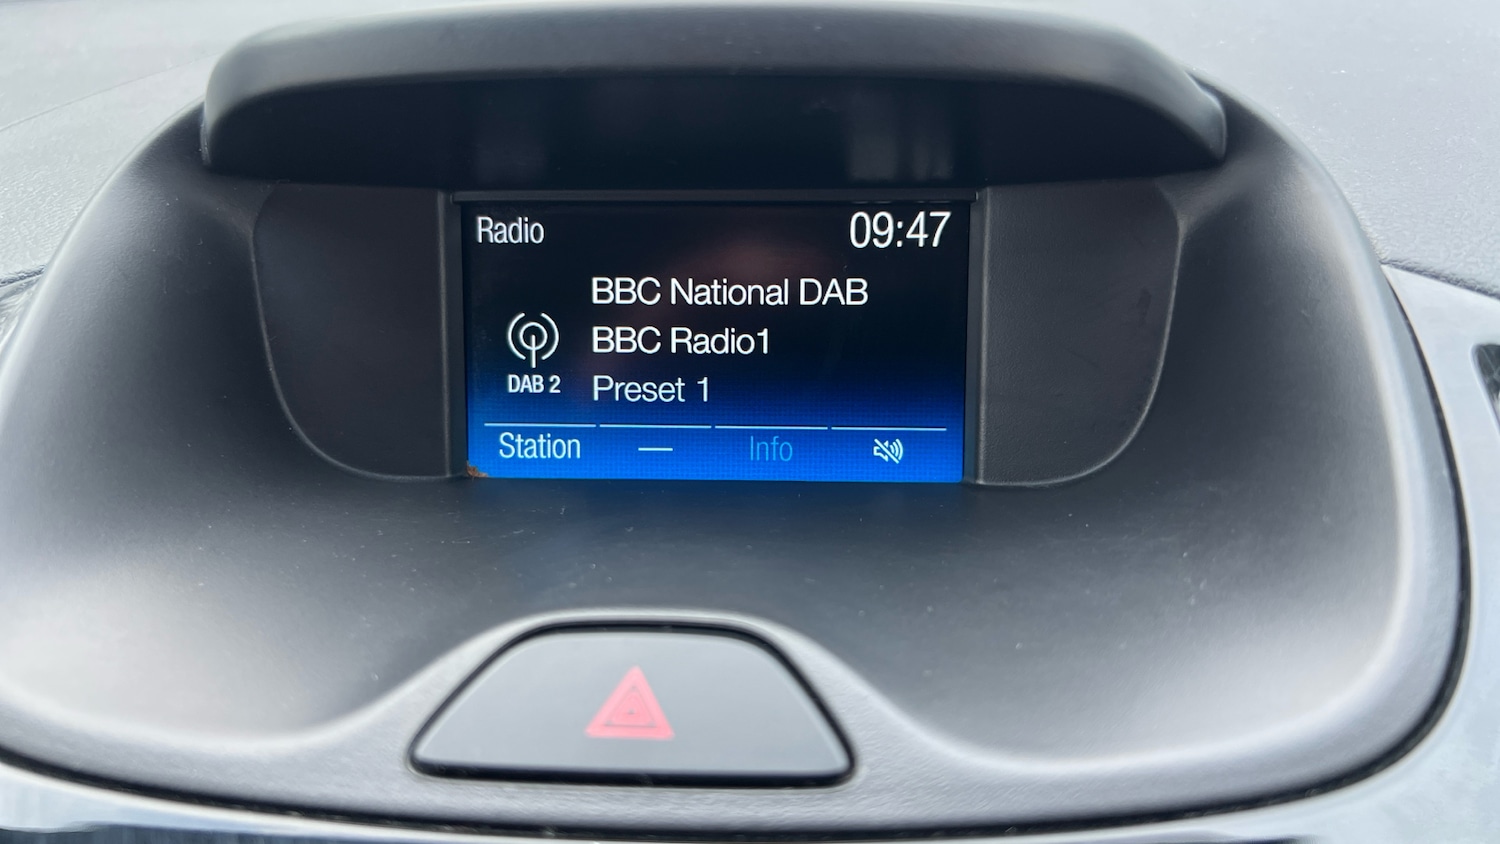 Radio 09:47
BBC National DAB
BBC Radio1
DAB 2 Preset 1
Station — Info